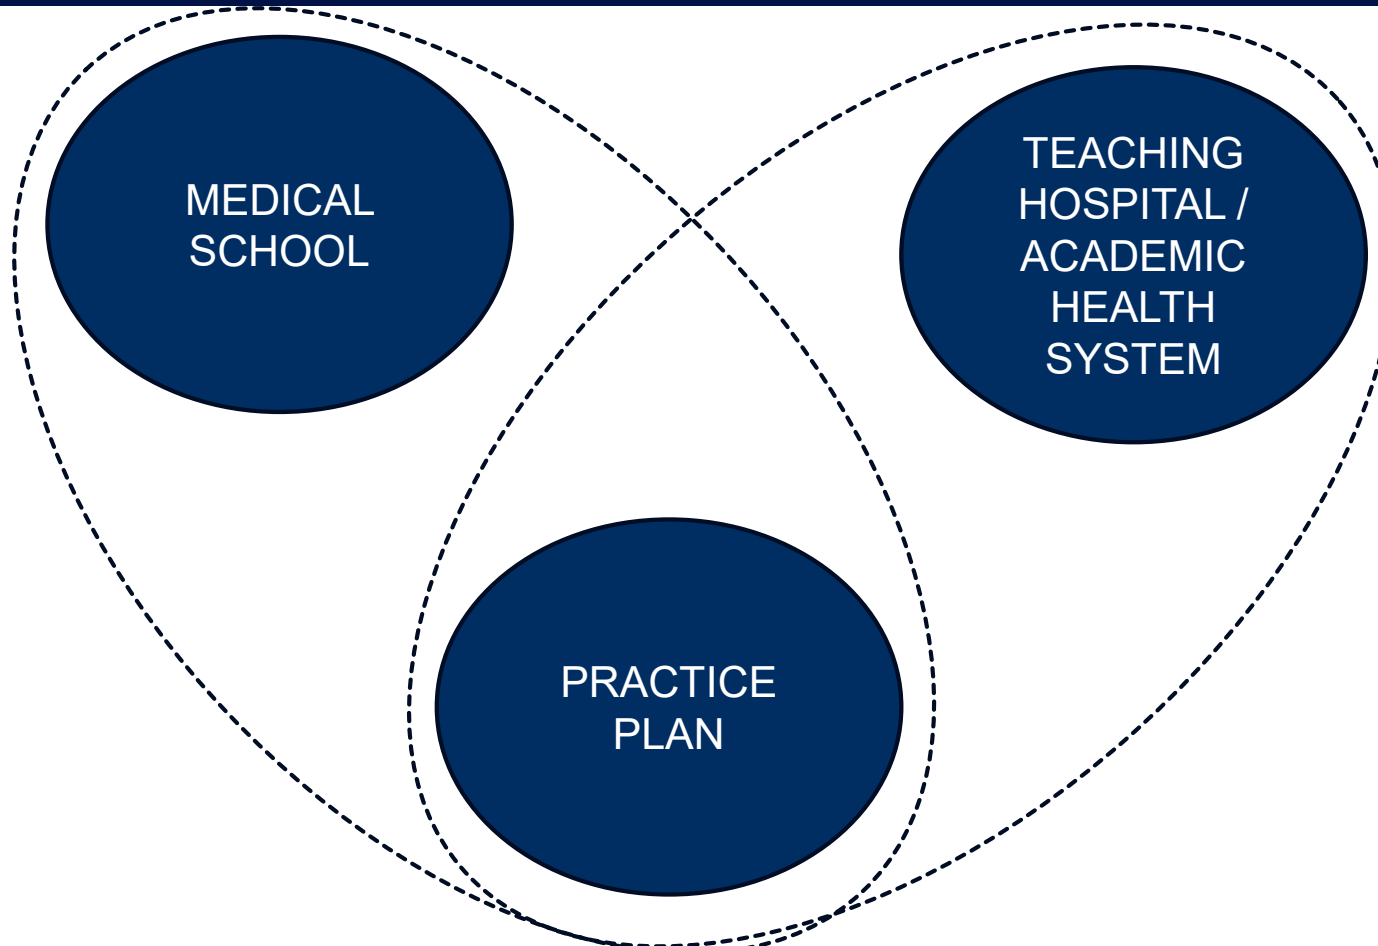 MEDICAL
SCHOOL
TEACHING
HOSPITAL /
ACADEMIC
HEALTH
SYSTEM
PRACTICE
PLAN